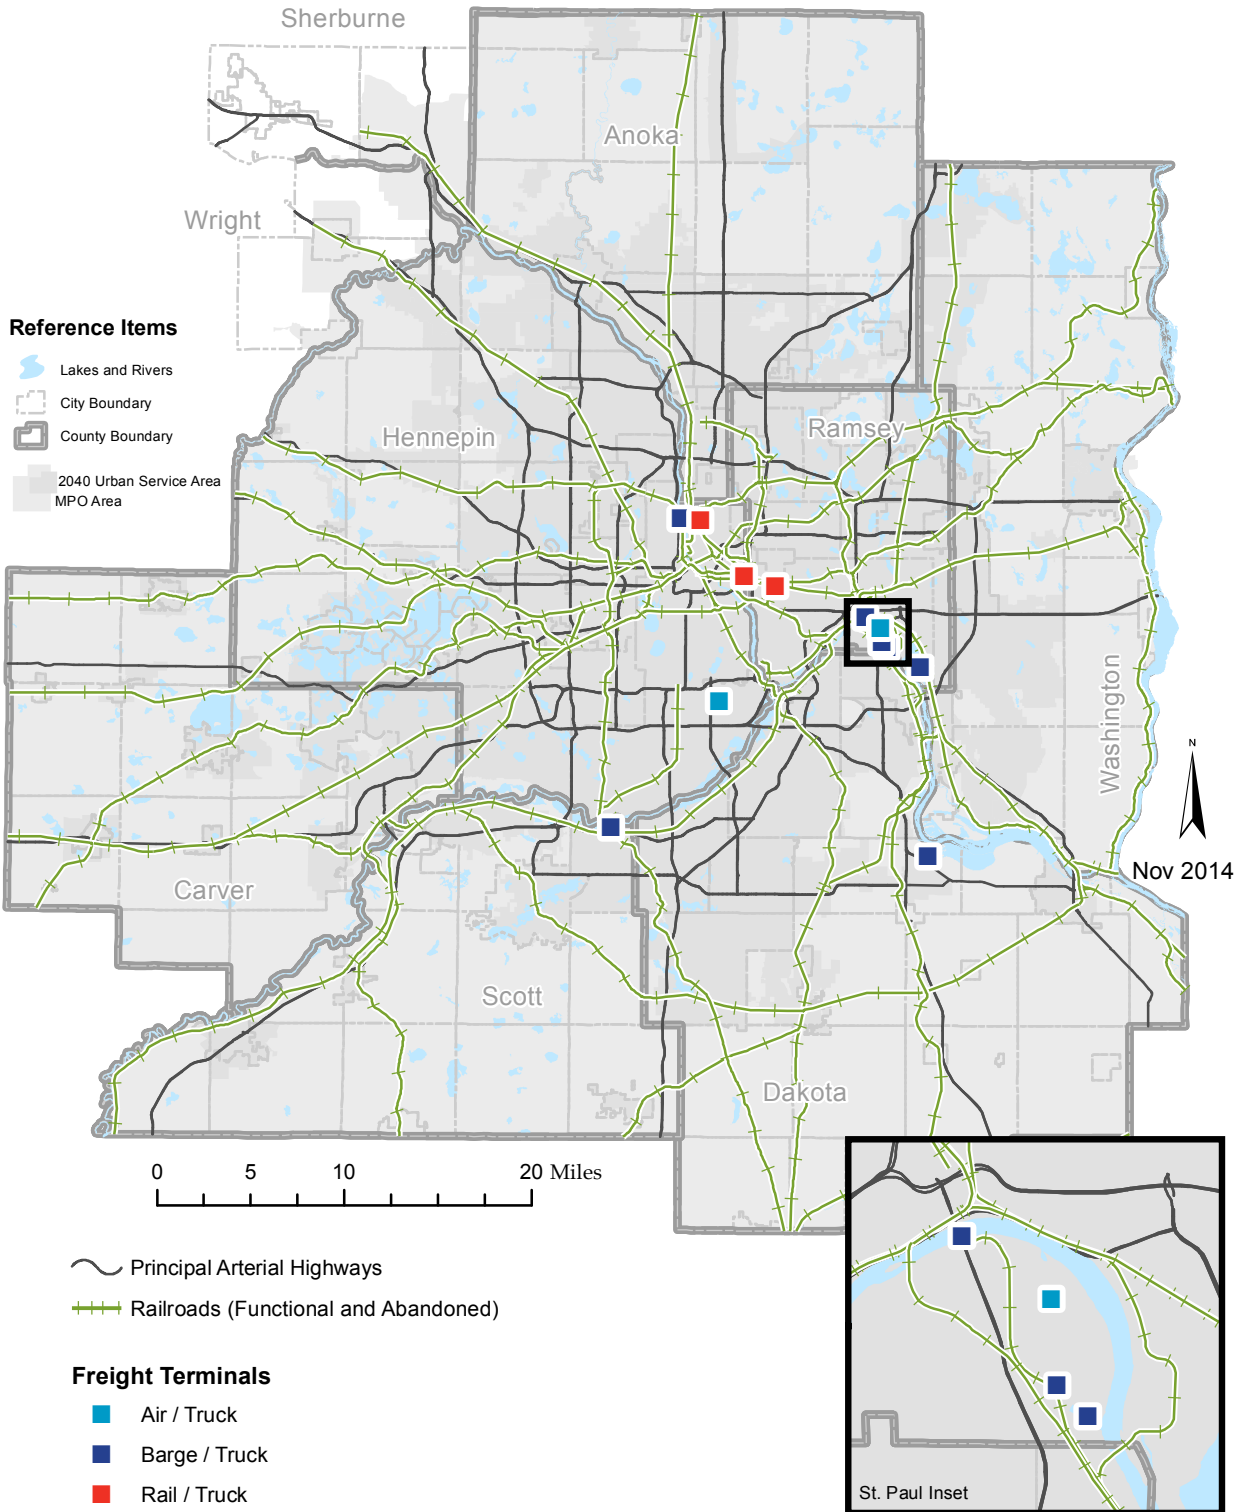 Sherburne
Anoka
Wright
Reference Items
Lakes and Rivers
City Boundary
County Boundary
2040 Urban Service Area
MPO Area
Hennepin
Ramsey
Washington
N
Nov 2014
Carver
Scott
Dakota
0 5 10 20 Miles
Principal Arterial Highways
Railroads (Functional and Abandoned)
Freight Terminals
Air / Truck
Barge / Truck
Rail / Truck
St. Paul Inset